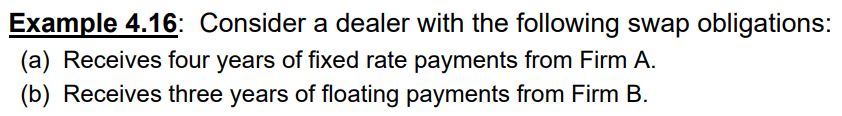 Example 4.16: Consider a dealer with the following swap obligations:
(a) Receives four years of fixed rate payments from Firm A.
(b) Receives three years of floating payments from Firm B.